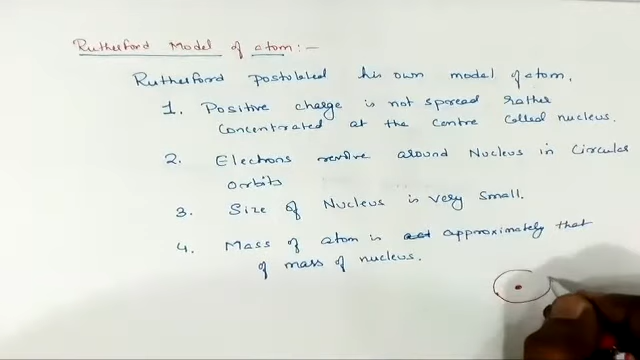 Rutherford Model of atom:-
Rutherford postulated his own model of atom.
1. Positive charge is not spread rather
concentrated at the centre called nucleus.
2. Electrons revolve around Nucleus in Circular
orbits
3. Size of Nucleus is very small.
4. Mass of atom is approximately that
of mass of nucleus.